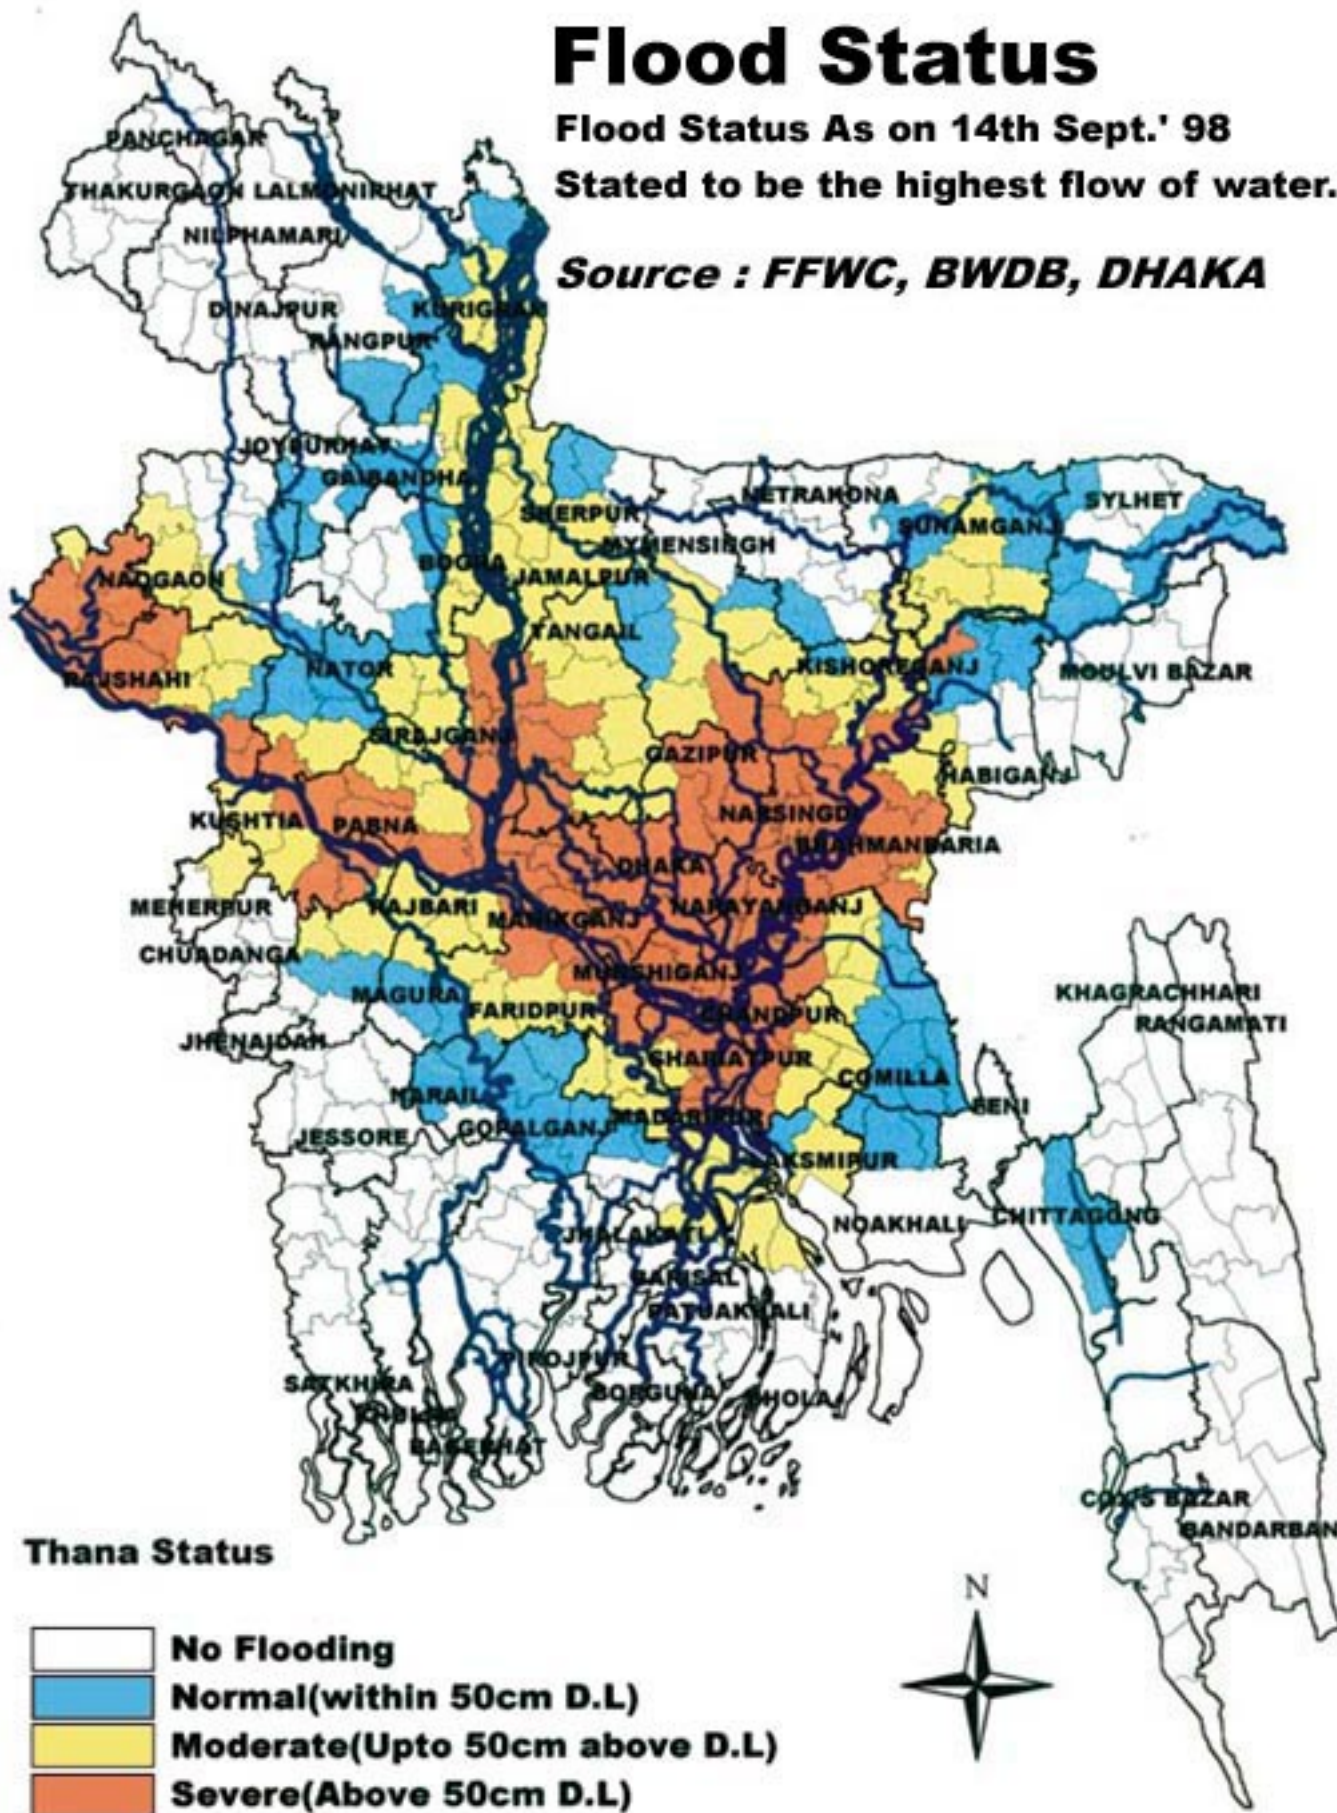 Flood Status
Flood Status As on 14th Sept.' 98
Stated to be the highest flow of water.
Source : FFWC, BWDB, DHAKA
PANCHAGAR
THAKURGAON LALMONIRHAT
NILPHAMARI
DINAJPUR
KURIGRAM
RANGPUR
JOYPURHAT
GAIBANDHA
NETRAKONA
SYLHET
SHERPUR
SUNAMGANJ
MYMENSINGH
BOGRA
JAMALPUR
NAOGAON
TANGAIL
NATOR
KISHOREGANJ
RAJSHAHI
MOULVI BAZAR
SIRAJGANJ
GAZIPUR
HABIGANJ
KUSHTIA
PABNA
NARSINGDI
BRAHMANBARIA
DHAKA
MEHERPUR
RAJBARI
MANIKGANJ
NARAYANGANJ
CHUADANGA
MUNSHIGANJ
MAGURA
FARIDPUR
CHANDPUR
KHAGRACHHARI
RANGAMATI
JHENAIDAH
SHARIATPUR
COMILLA
NARAIL
FENI
GOPALGANJ
MADARIPUR
JESSORE
LAKSMIPUR
NOAKHALI
CHITTAGONG
JHALAKATI
BARISAL
PATUAKHALI
PIROJPUR
SATKHIRA
BORGUNA
BHOLA
KHULNA
BAGERHAT
COX'S BAZAR
BANDARBAN
Thana Status
N
No Flooding
Normal(within 50cm D.L)
Moderate(Upto 50cm above D.L)
Severe(Above 50cm D.L)